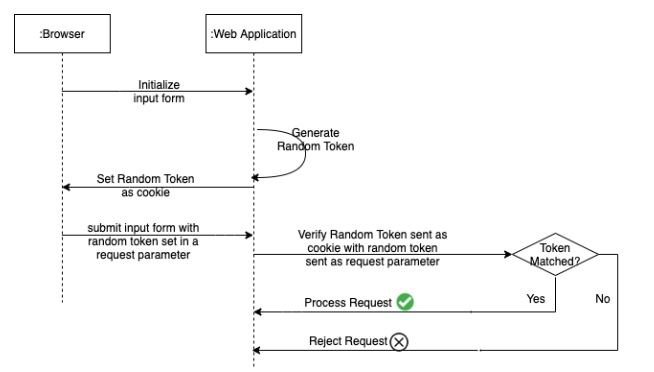 :Browser
:Web Application
Initialize
input form
Generate
Random Token
Set Random Token
as cookie
submit input form with
random token set in a
request parameter
Verify Random Token sent as
cookie with random token
sent as request parameter
Token
Matched?
Yes
No
Process Request
Reject Request